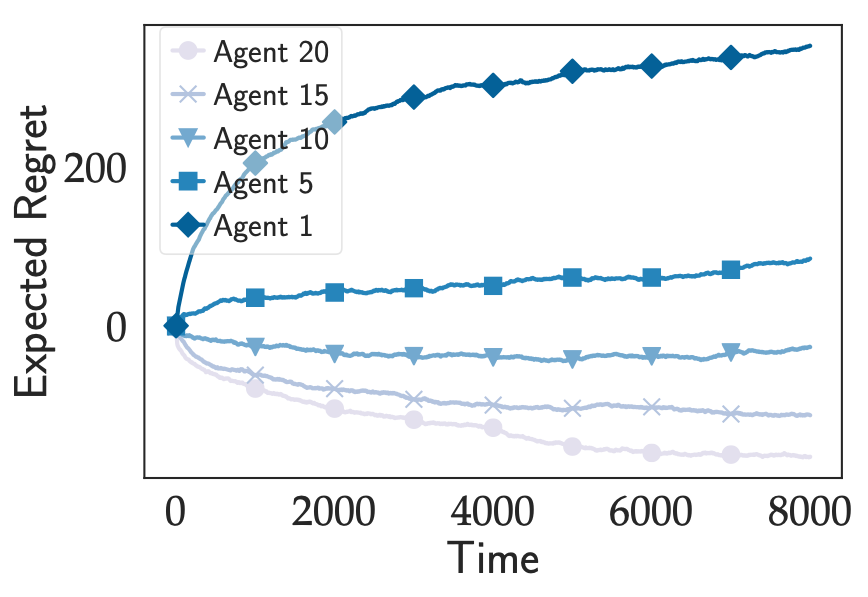 Agent 20
Agent 15
Agent 10
Agent 5
Agent 1
Expected Regret
200
0
0 2000 4000 6000 8000
Time